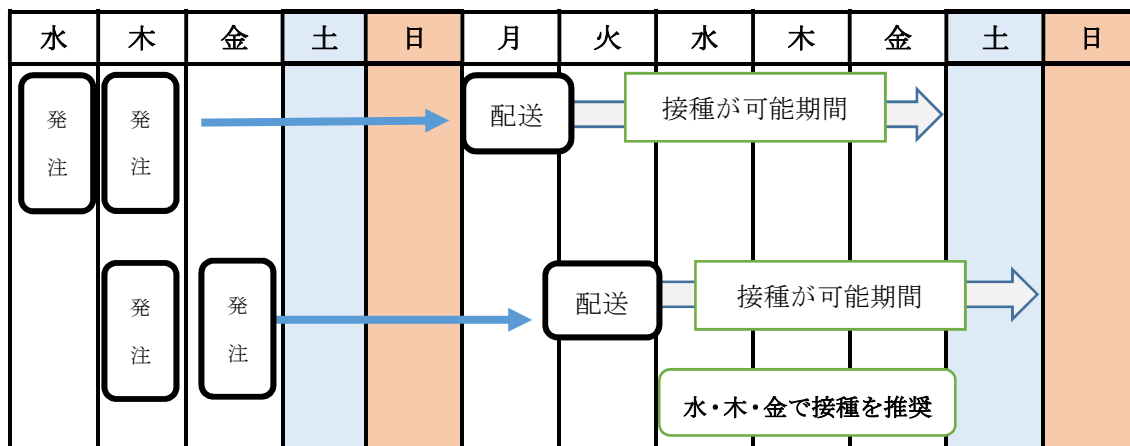 水 木 金 土 日 月 火 水 木 金 土 日
発注 発注 配送 接種が可能期間
発注 発注 配送 接種が可能期間
水・木・金で接種を推奨